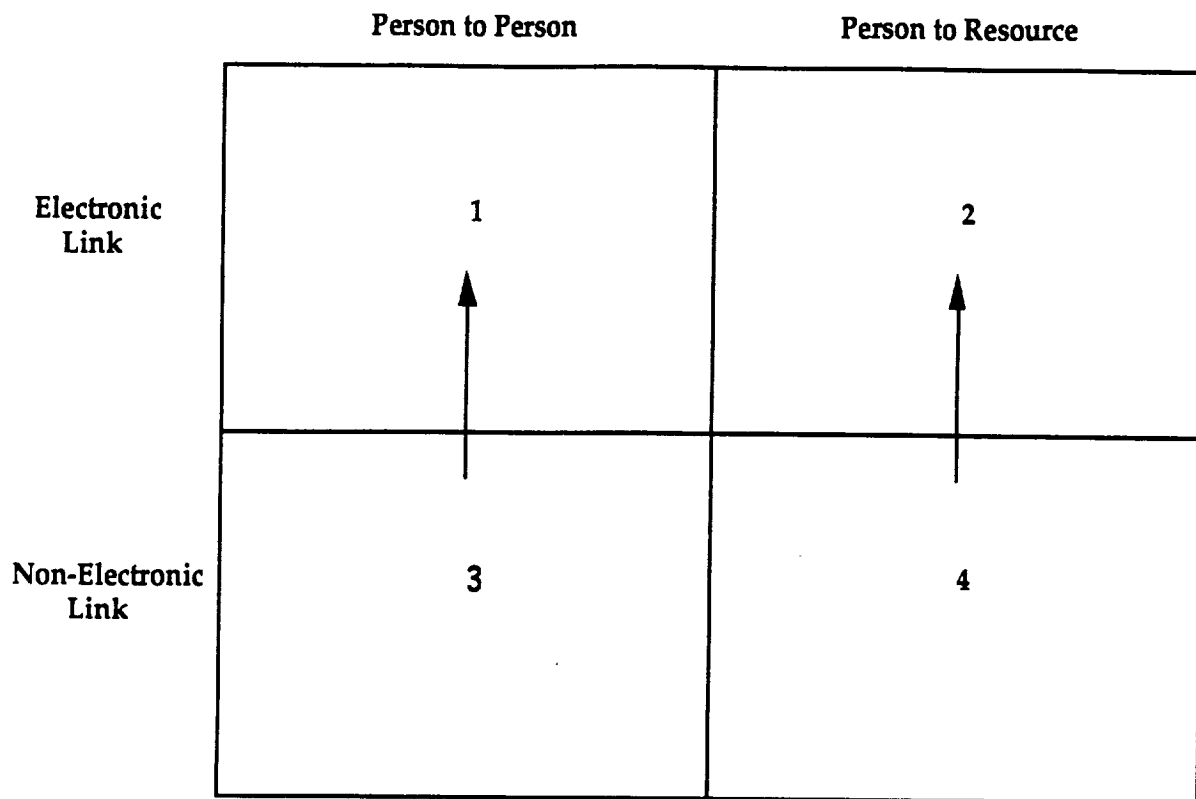 Person to Person
Person to Resource
Electronic
Link
1
2
Non-Electronic
Link
3
4